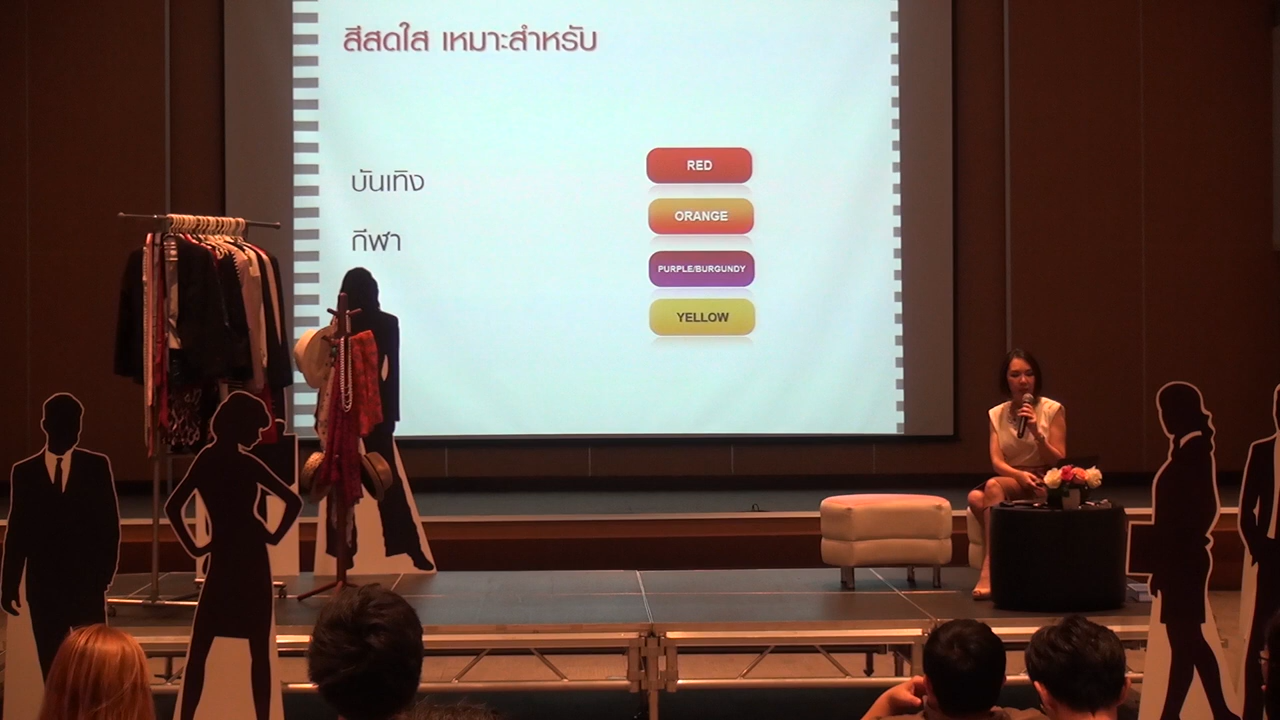 สีสดใส เหมาะสำหรับ
บันเทิง
กีฬา
RED
ORANGE
PURPLE/BURGUNDY
YELLOW